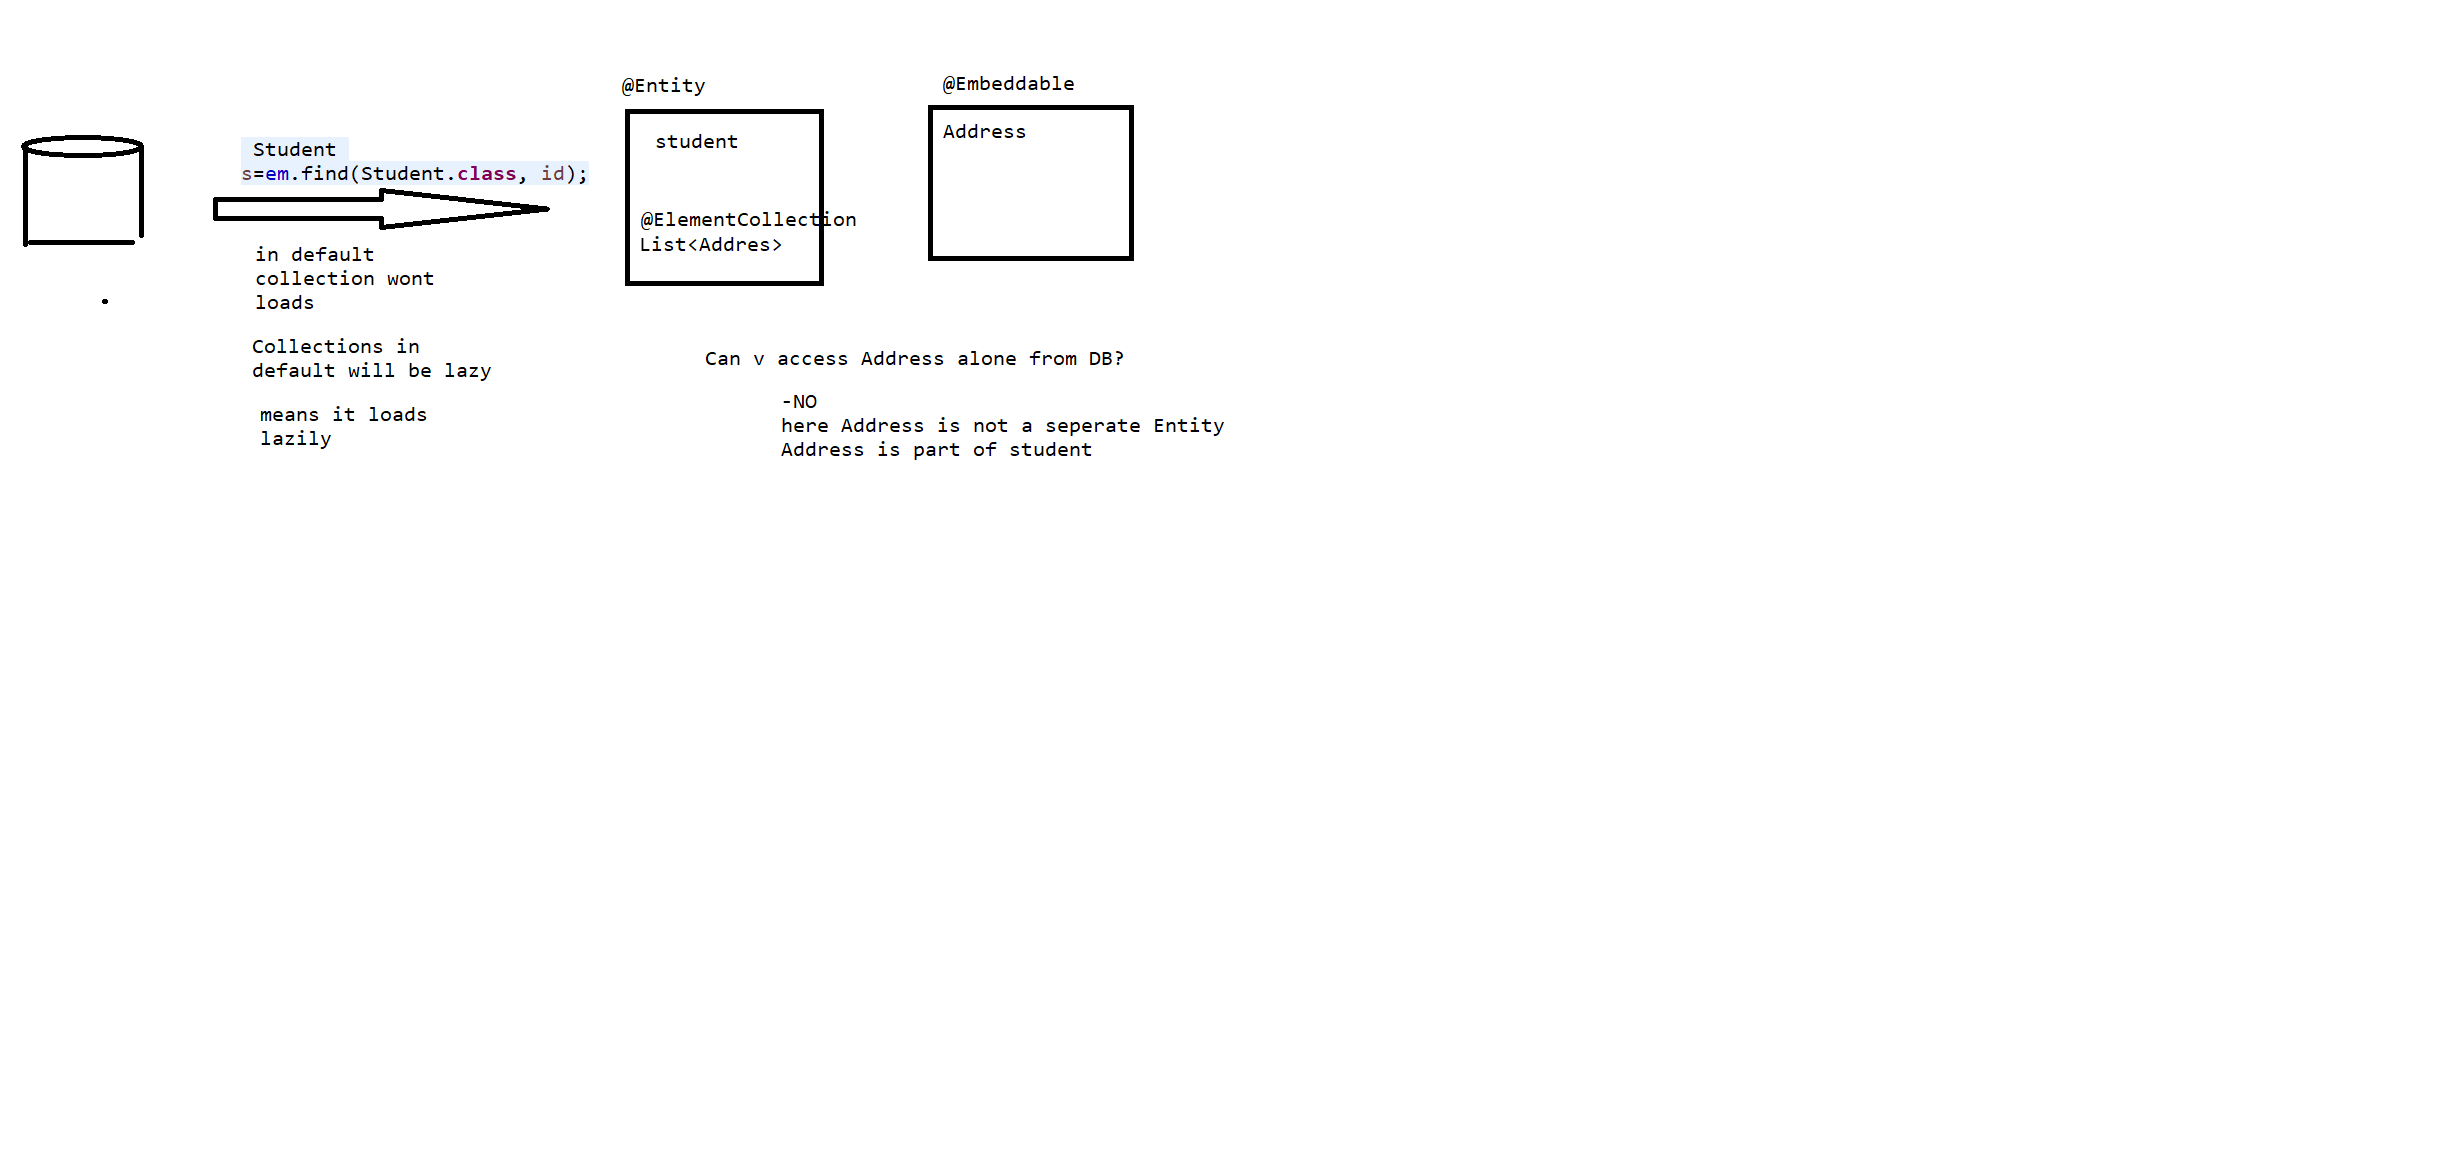 @Entity
@Embeddable
Student
s=em.find(Student.class, id);
student
Address
@ElementCollection
List<Addres>
in default
collection wont
loads
Collections in
default will be lazy
means it loads
lazily
Can v access Address alone from DB?
-NO
here Address is not a seperate Entity
Address is part of student